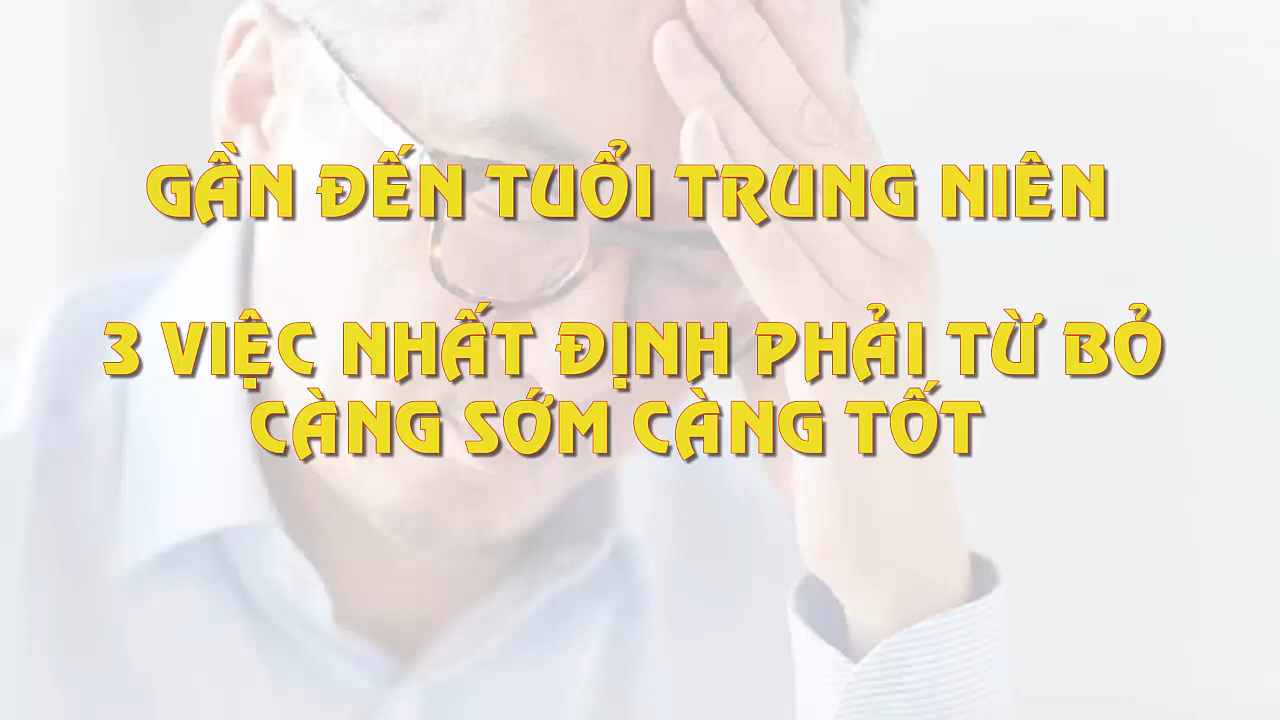 GẦN ĐẾN TUỔI TRUNG NIÊN
3 VIỆC NHẤT ĐỊNH PHẢI TỪ BỎ
CÀNG SỚM CÀNG TỐT